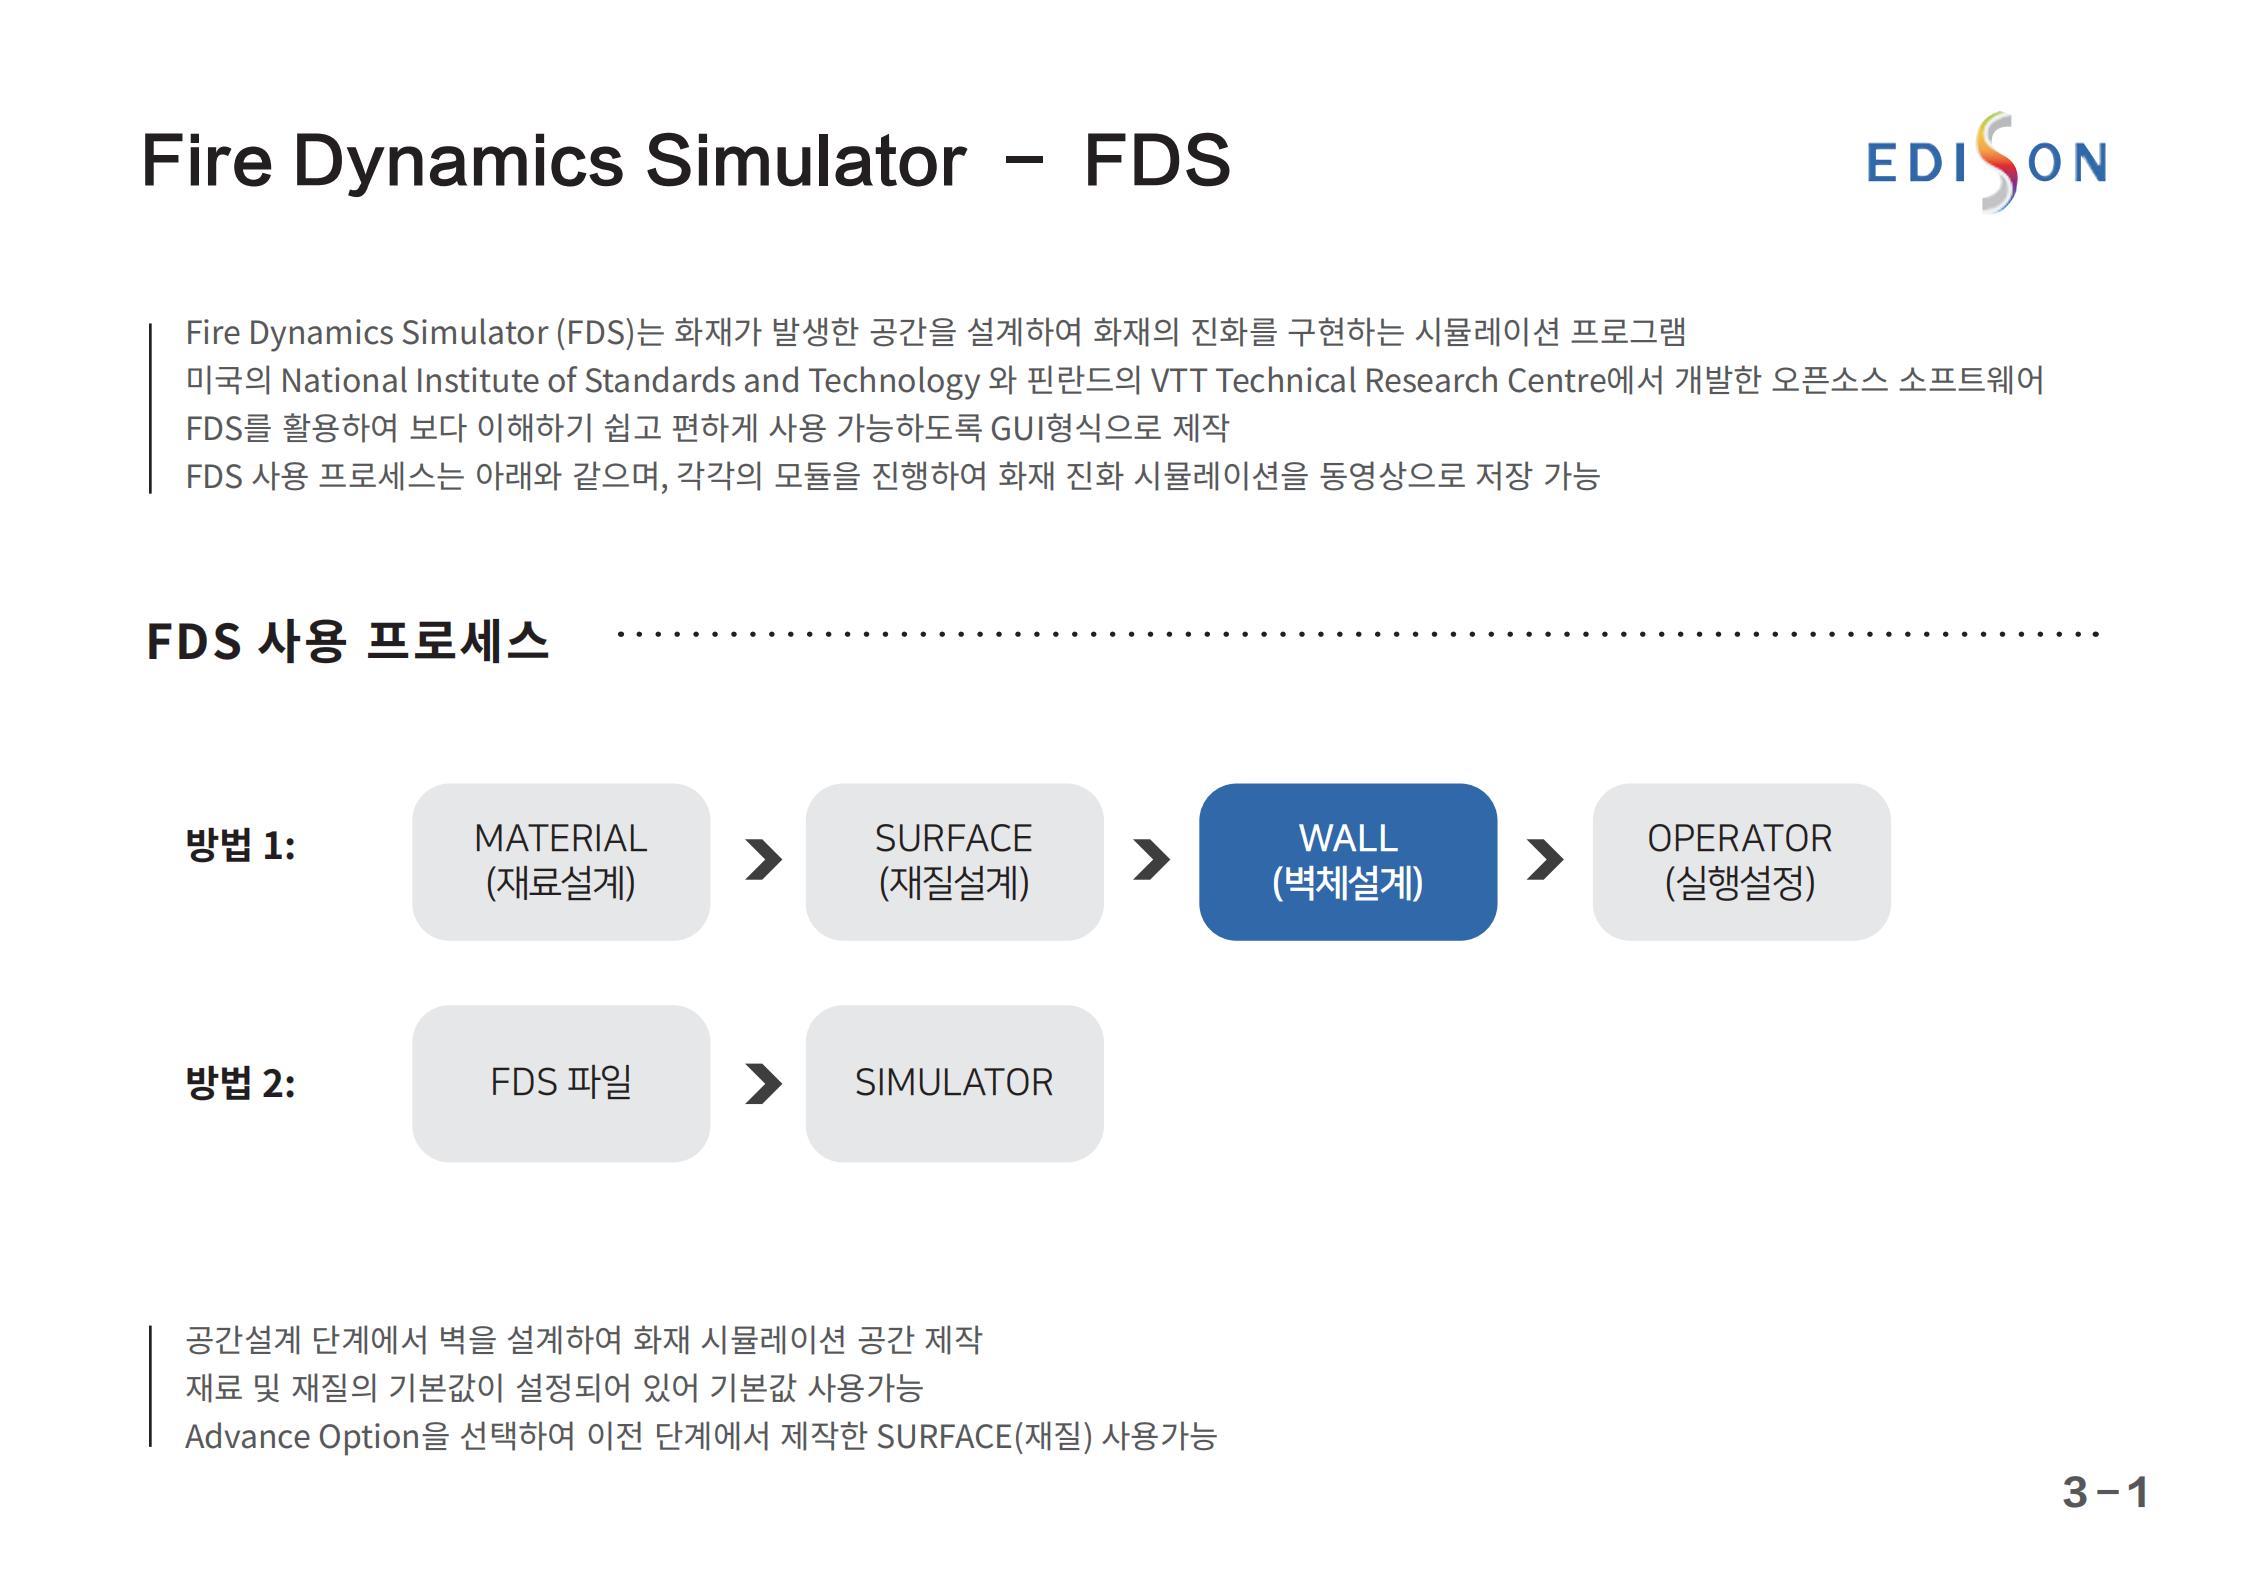 Fire Dynamics Simulator － FDS
EDISON
Fire Dynamics Simulator (FDS)는 화재가 발생한 공간을 설계하여 화재의 진화를 구현하는 시뮬레이션 프로그램
미국의 National Institute of Standards and Technology 와 핀란드의 VTT Technical Research Centre에서 개발한 오픈소스 소프트웨어
FDS를 활용하여 보다 이해하기 쉽고 편하게 사용 가능하도록 GUI형식으로 제작
FDS 사용 프로세스는 아래와 같으며, 각각의 모듈을 진행하여 화재 진화 시뮬레이션을 동영상으로 저장 가능
FDS 사용 프로세스
방법 1:
MATERIAL
(재료설계)
SURFACE
(재질설계)
WALL
(벽체설계)
OPERATOR
(실행설정)
방법 2:
FDS 파일
SIMULATOR
공간설계 단계에서 벽을 설계하여 화재 시뮬레이션 공간 제작
재료 및 재질의 기본값이 설정되어 있어 기본값 사용가능
Advance Option을 선택하여 이전 단계에서 제작한 SURFACE(재질) 사용가능
3－1